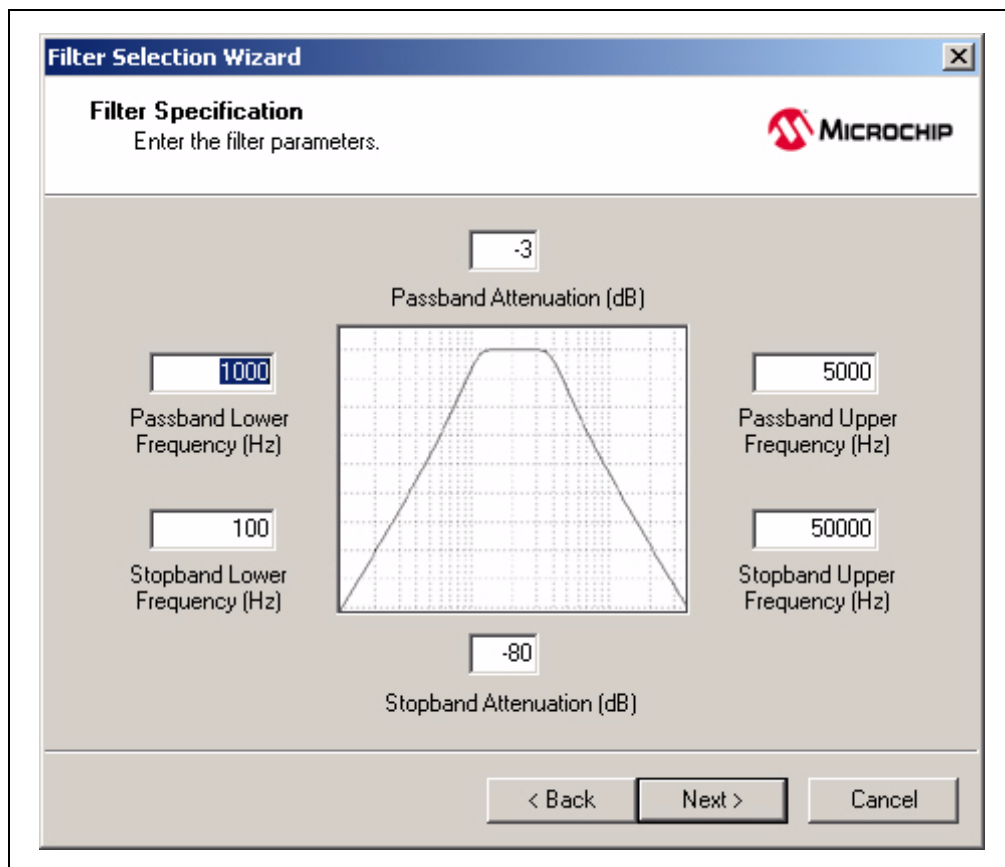 Filter Selection Wizard
Filter Specification
Enter the filter parameters.
MICROCHIP
-3
Passband Attenuation (dB)
1000
Passband Lower
Frequency (Hz)
5000
Passband Upper
Frequency (Hz)
100
Stopband Lower
Frequency (Hz)
50000
Stopband Upper
Frequency (Hz)
-80
Stopband Attenuation (dB)
< Back
Next >
Cancel